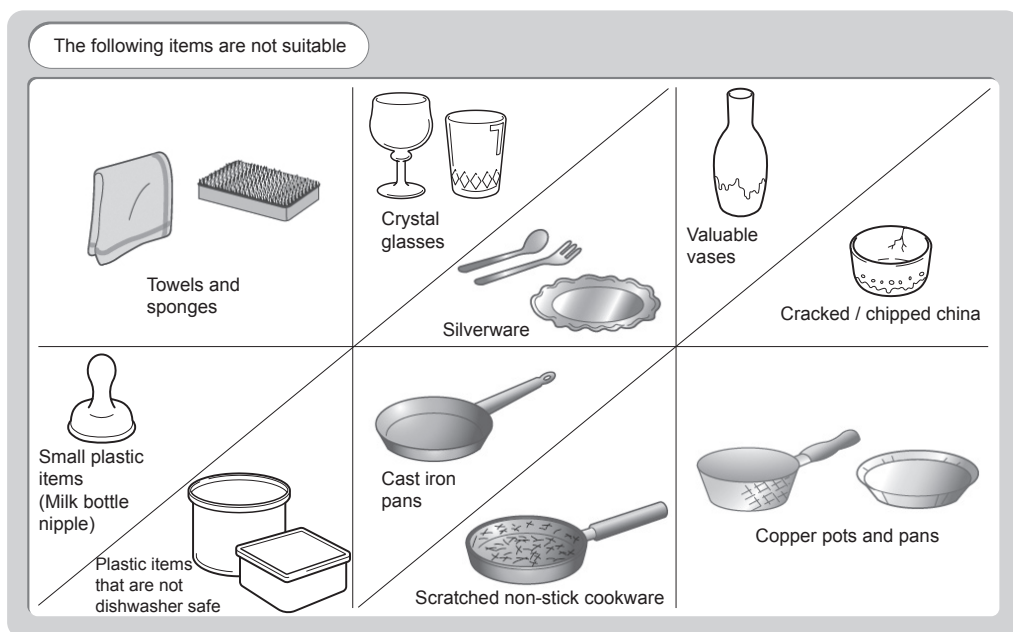 The following items are not suitable
Towels and
sponges
Crystal
glasses
Silverware
Valuable
vases
Cracked / chipped china
Small plastic
items
(Milk bottle
nipple)
Plastic items
that are not
dishwasher safe
Cast iron
pans
Scratched non-stick cookware
Copper pots and pans